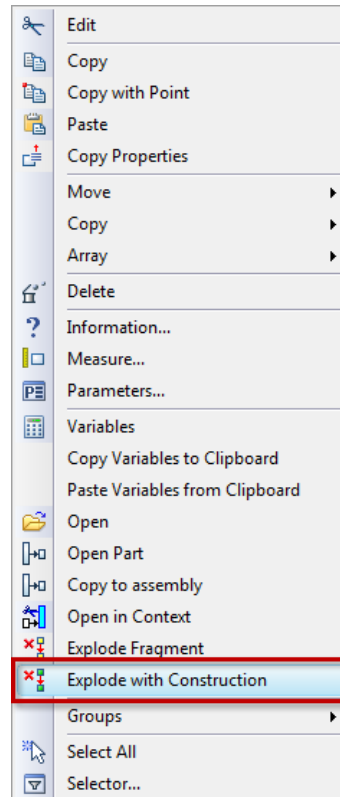 Edit
Copy
Copy with Point
Paste
Copy Properties
Move
Copy
Array
Delete
Information...
Measure...
Parameters...
Variables
Copy Variables to Clipboard
Paste Variables from Clipboard
Open
Open Part
Copy to assembly
Open in Context
Explode Fragment
Explode with Construction
Groups
Select All
Selector...